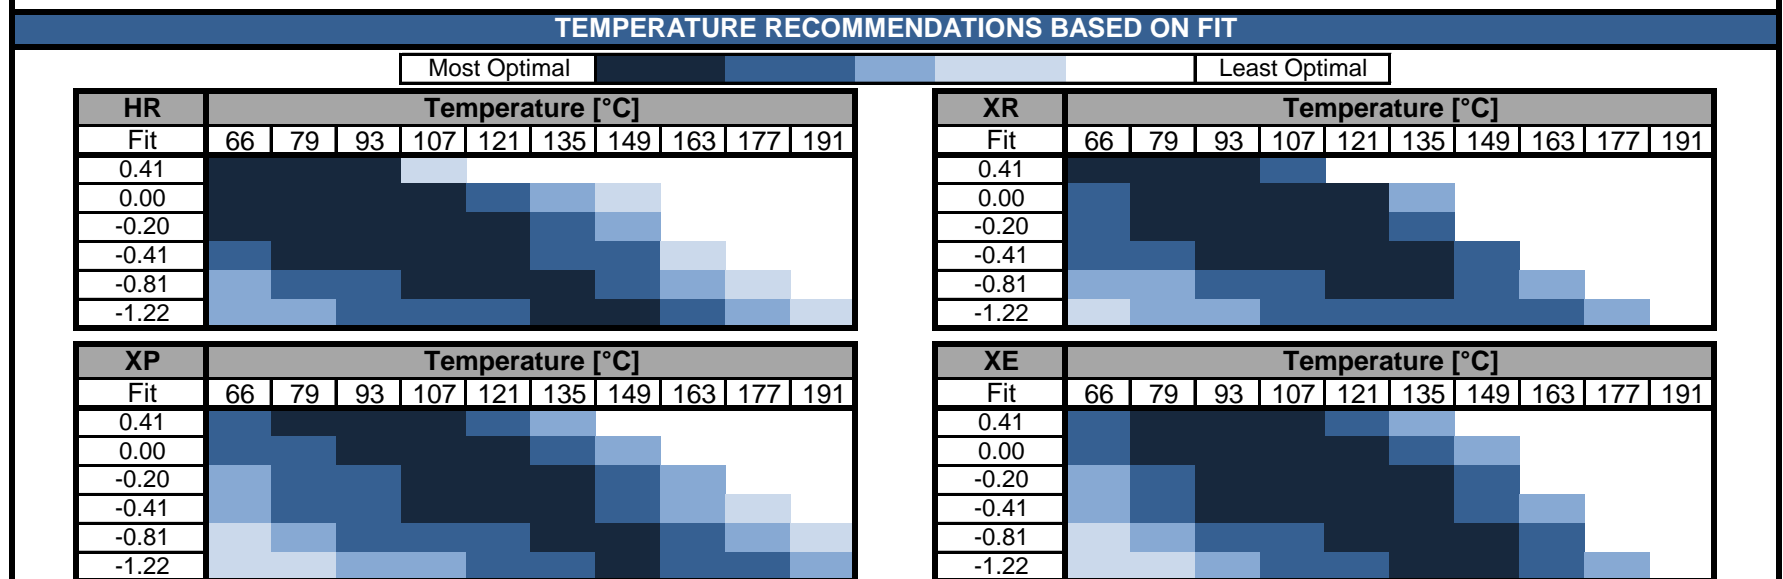 TEMPERATURE RECOMMENDATIONS BASED ON FIT
Most Optimal Least Optimal
HR Temperature [°C]
Fit 66 79 93 107 121 135 149 163 177 191
0.41
0.00
-0.20
-0.41
-0.81
-1.22
XR Temperature [°C]
Fit 66 79 93 107 121 135 149 163 177 191
0.41
0.00
-0.20
-0.41
-0.81
-1.22
XP Temperature [°C]
Fit 66 79 93 107 121 135 149 163 177 191
0.41
0.00
-0.20
-0.41
-0.81
-1.22
XE Temperature [°C]
Fit 66 79 93 107 121 135 149 163 177 191
0.41
0.00
-0.20
-0.41
-0.81
-1.22